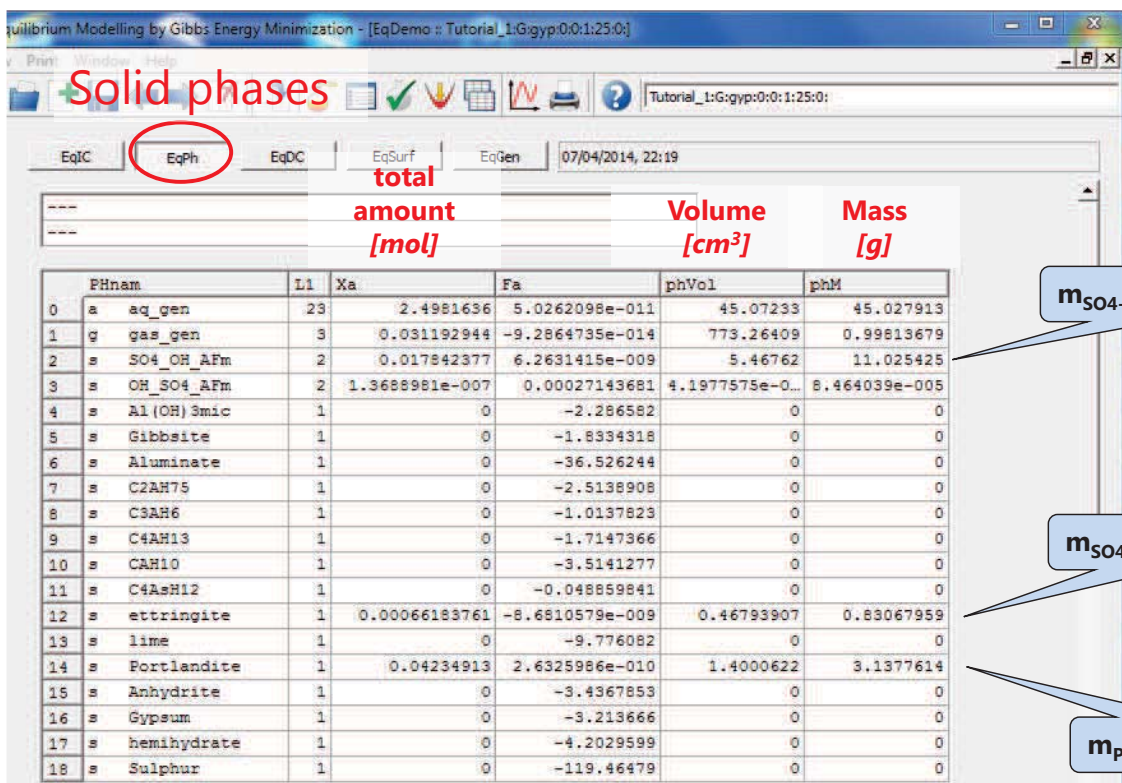 quilibrium Modelling by Gibbs Energy Minimization - [EqDemo :: Tutorial_1:G:gyp:0:0:1:25:0:]
Print Window Help
Solid phases
Tutorial_1:G:gyp:0:0:1:25:0:
EqIC EqPh EqDC EqSurf EqGen 07/04/2014, 22:19
total
amount
[mol]
Volume
[cm3]
Mass
[g]
---
---
PHnam L1 Xa Fa phVol phM
0 a aq_gen 23 2.4981636 5.0262098e-011 45.07233 45.027913
1 g gas_gen 3 0.031192944 -9.2864735e-014 773.26409 0.99813679
2 s SO4_OH_AFm 2 0.017842377 6.2631415e-009 5.46762 11.025425
3 s OH_SO4_AFm 2 1.3688981e-007 0.00027143681 4.1977575e-0… 8.464039e-005
4 s Al(OH)3mic 1 0 -2.286582 0 0
5 s Gibbsite 1 0 -1.8334318 0 0
6 s Aluminate 1 0 -36.526244 0 0
7 s C2AH75 1 0 -2.5138908 0 0
8 s C3AH6 1 0 -1.0137823 0 0
9 s C4AH13 1 0 -1.7147366 0 0
10 s CAH10 1 0 -3.5141277 0 0
11 s C4AsH12 1 0 -0.048859841 0 0
12 s ettringite 1 0.00066183761 -8.6810579e-009 0.46793907 0.83067959
13 s lime 1 0 -9.776082 0 0
14 s Portlandite 1 0.04234913 2.6325986e-010 1.4000622 3.1377614
15 s Anhydrite 1 0 -3.4367853 0 0
16 s Gypsum 1 0 -3.213666 0 0
17 s hemihydrate 1 0 -4.2029599 0 0
18 s Sulphur 1 0 -119.46479 0 0
mSO4-
mSO4
mP